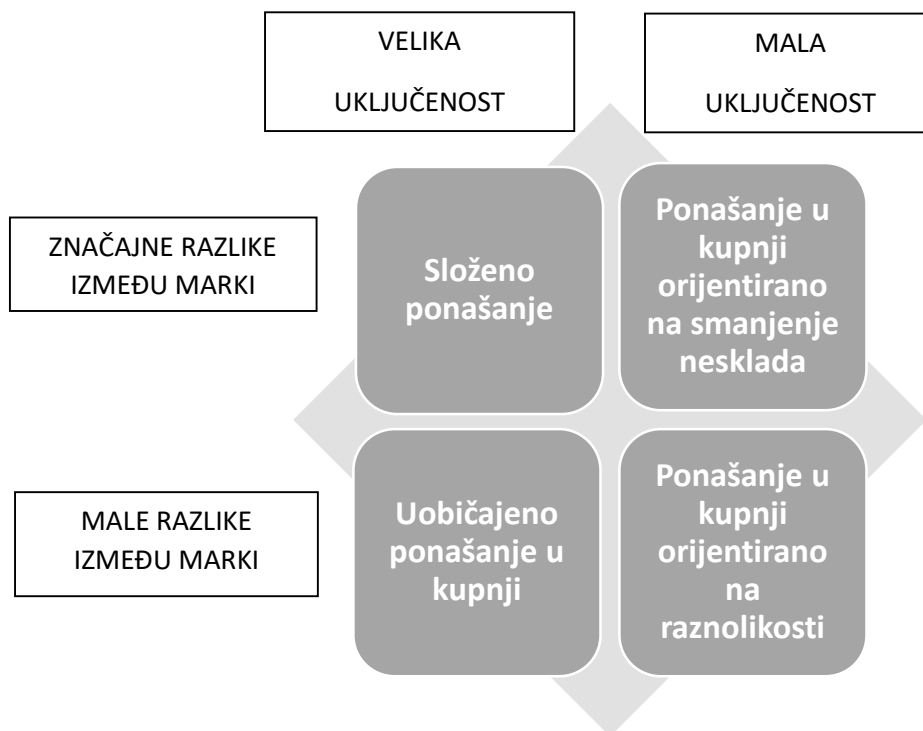 VELIKA
UKLJUČENOST
MALA
UKLJUČENOST
ZNAČAJNE RAZLIKE
IZMEĐU MARKI
Složeno
ponašanje
Ponašanje u
kupnji
orijentirano
na smanjenje
nesklada
MALE RAZLIKE
IZMEĐU MARKI
Uobičajeno
ponašanje u
kupnji
Ponašanje u
kupnji
orijentirano
na
raznolikosti